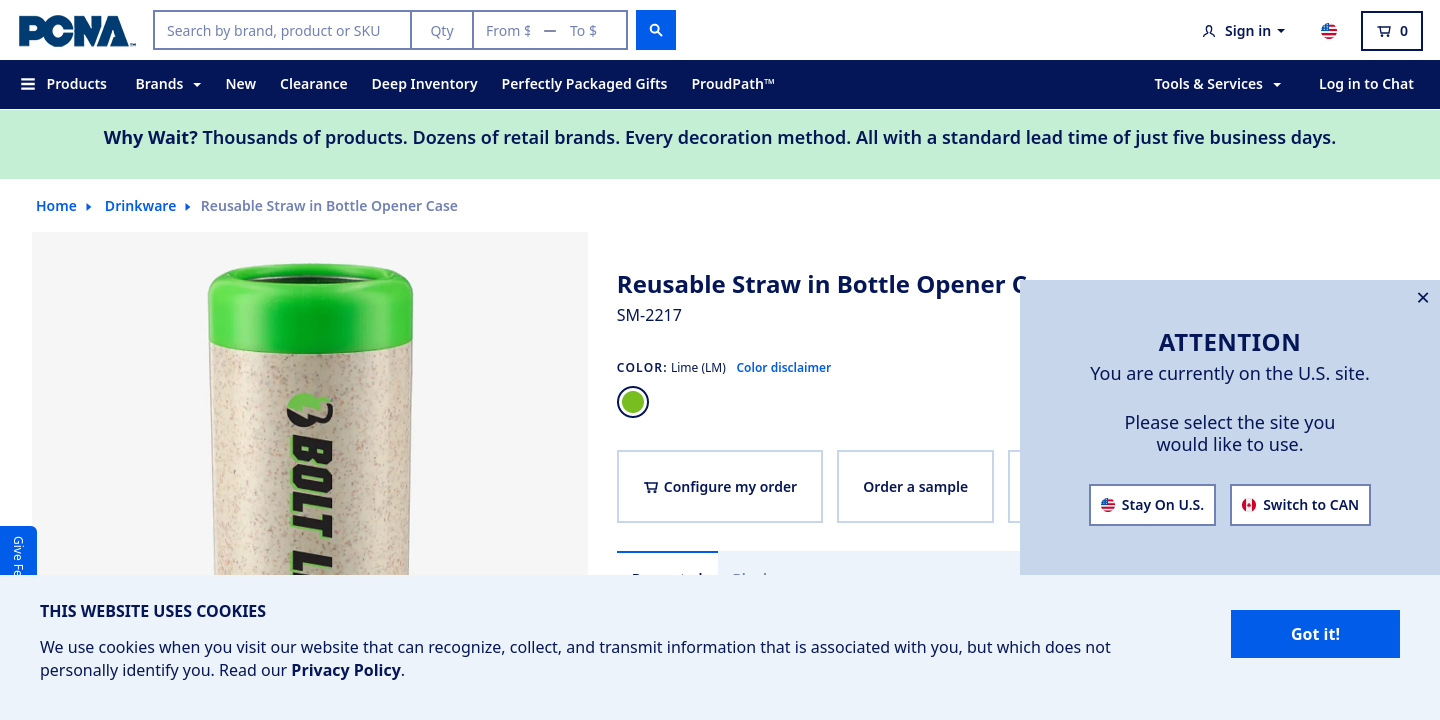 PCNA™
Search by brand, product or SKU
Qty
From $ — To $
Sign in
0
Products
Brands
New
Clearance
Deep Inventory
Perfectly Packaged Gifts
ProudPath™
Tools & Services
Log in to Chat
Why Wait? Thousands of products. Dozens of retail brands. Every decoration method. All with a standard lead time of just five business days.
Home
Drinkware
Reusable Straw in Bottle Opener Case
BOLT
Reusable Straw in Bottle Opener
SM-2217
COLOR: Lime (LM) Color disclaimer
Configure my order
Order a sample
ATTENTION
You are currently on the U.S. site.
Please select the site you
would like to use.
Stay On U.S.
Switch to CAN
Give
THIS WEBSITE USES COOKIES
We use cookies when you visit our website that can recognize, collect, and transmit information that is associated with you, but which does not
personally identify you. Read our Privacy Policy.
Got it!